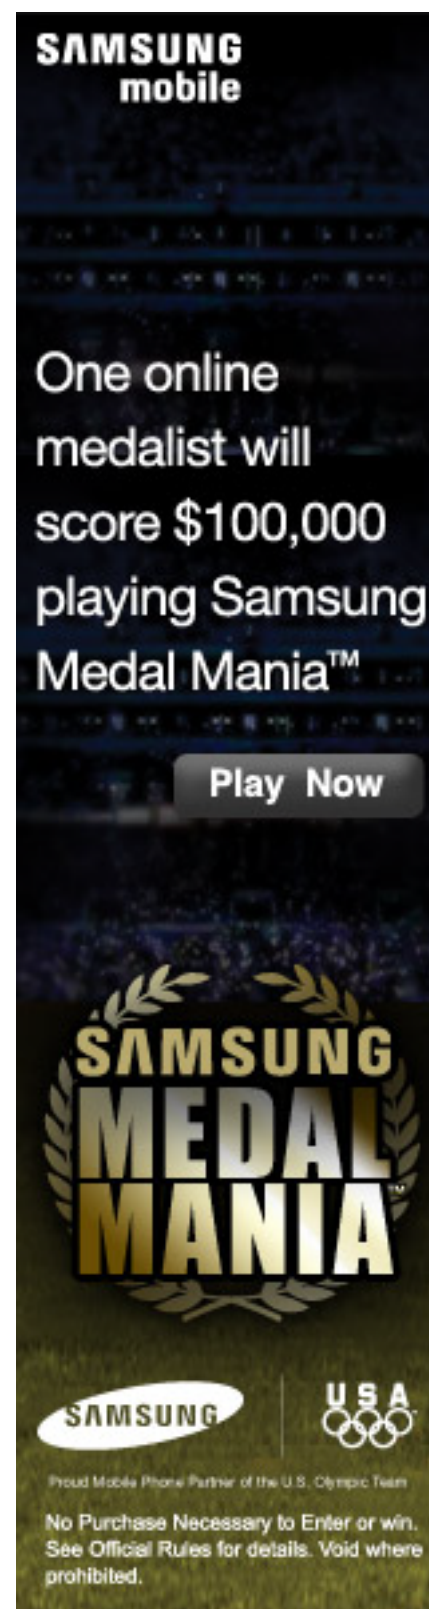 SAMSUNG
mobile
One online
medalist will
score $100,000
playing Samsung
Medal Mania™
Play Now
SAMSUNG
MEDAL
MANIA™
SAMSUNG
USA
Proud Mobile Phone Partner of the U.S. Olympic Team
No Purchase Necessary to Enter or win.
See Official Rules for details. Void where
prohibited.